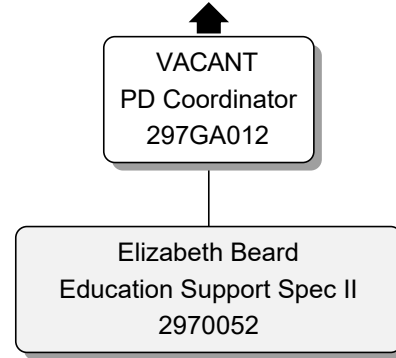 VACANT
PD Coordinator
297GA012
Elizabeth Beard
Education Support Spec II
2970052